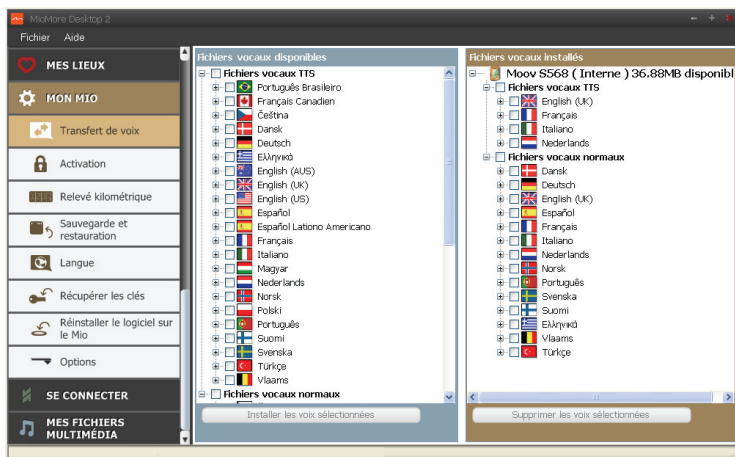 MioMore Desktop 2
Fichier Aide
MES LIEUX
MON MIO
Transfert de voix
Activation
Relevé kilométrique
Sauvegarde et
restauration
Langue
Récupérer les clés
Réinstaller le logiciel sur
le Mio
Options
SE CONNECTER
MES FICHIERS
MULTIMÉDIA
Fichiers vocaux disponibles
Fichiers vocaux TTS
Português Brasileiro
Français Canadien
Čeština
Dansk
Deutsch
Ελληνικά
English (AUS)
English (UK)
English (US)
Español
Español Lationo Americano
Français
Italiano
Magyar
Nederlands
Norsk
Polski
Português
Suomi
Svenska
Türkçe
Vlaams
Fichiers vocaux normaux
Installer les voix sélectionnées
Fichiers vocaux installés
Moov S568 ( Interne ) 36.88MB disponibl
Fichiers vocaux TTS
English (UK)
Français
Italiano
Nederlands
Fichiers vocaux normaux
Dansk
Deutsch
English (UK)
Español
Français
Italiano
Nederlands
Norsk
Português
Svenska
Suomi
Ελληνικά
Vlaams
Türkçe
Supprimer les voix sélectionnées